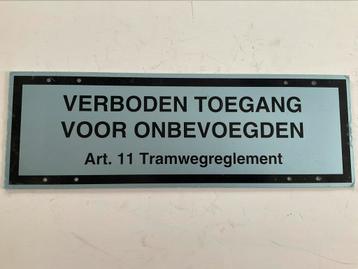 VERBODEN TOEGANG
VOOR ONBEVOEGDEN
Art. 11 Tramwegreglement